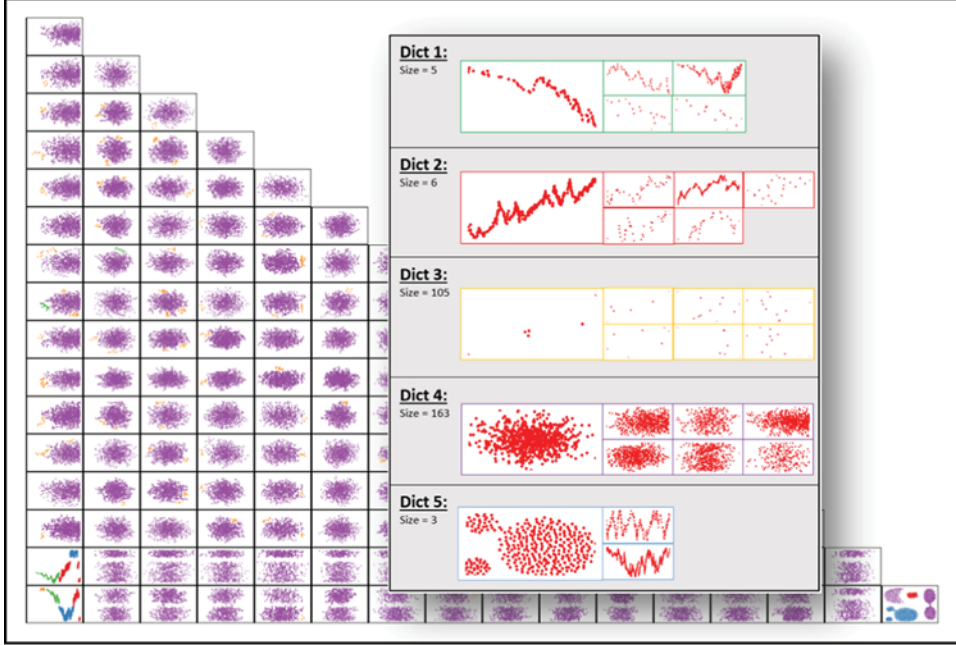 Dict 1:
Size = 5
Dict 2:
Size = 6
Dict 3:
Size = 105
Dict 4:
Size = 163
Dict 5:
Size = 3